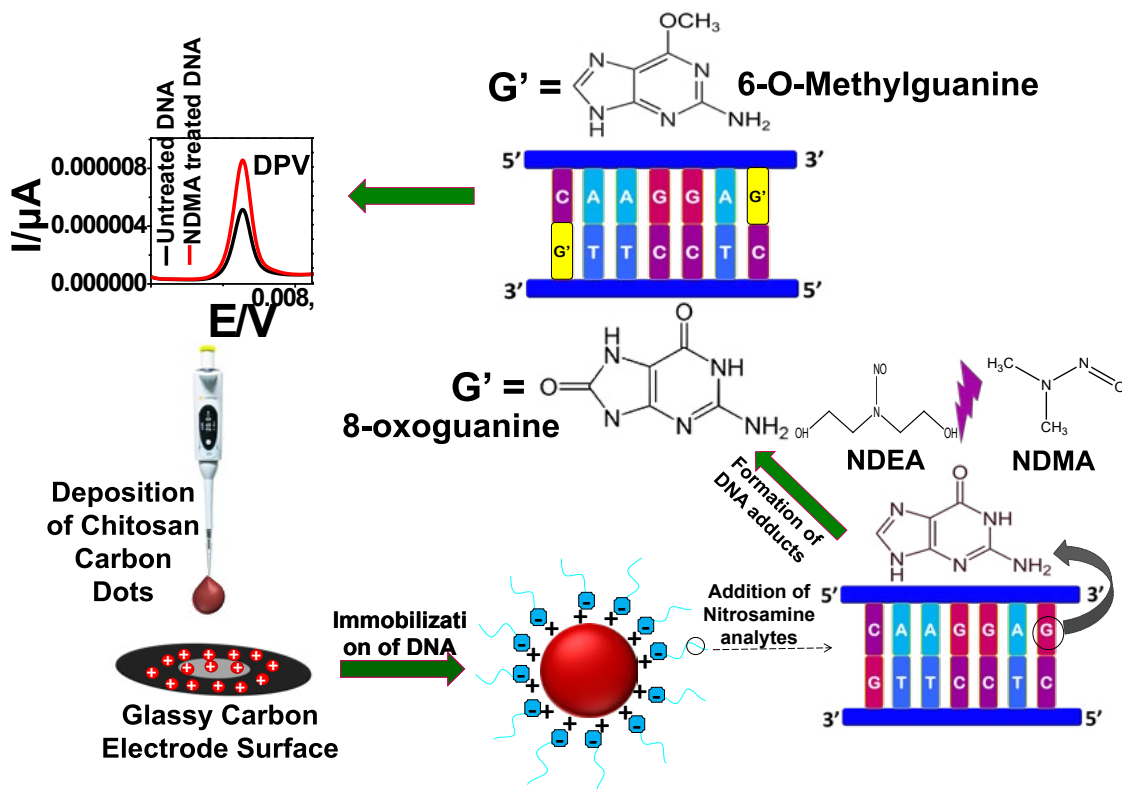 OCH₃
N
N
N
H
N
NH₂
G' =
6-O-Methylguanine
5'
3'
C A A G G A G'
G' T T C C T C
3'
5'
Untreated DNA
NDMA treated DNA
DPV
I/µA
0.000008
0.000004
0.000000
0.008,
E/V
O
H
N
NH
O
N
H
N
NH₂
G' =
8-oxoguanine
NO
N
OH
OH
NDEA
H₃C
N
N
O
CH₃
NDMA
Formation of
DNA adducts
O
N
NH
N
H
N
NH₂
Deposition
of Chitosan
Carbon
Dots
Immobilizati
on of DNA
Addition of
Nitrosamine
analytes
5'
3'
C A A G G A G
G T T C C T C
3'
5'
Glassy Carbon
Electrode Surface